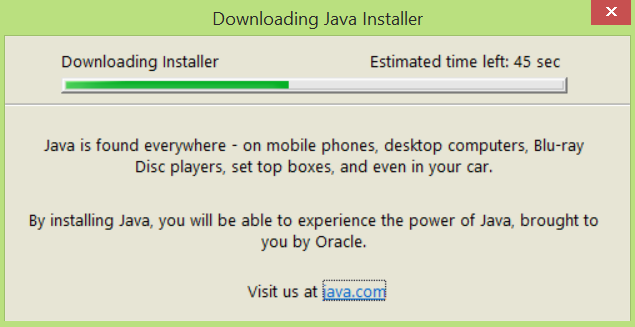 Downloading Java Installer
Downloading Installer Estimated time left: 45 sec
Java is found everywhere - on mobile phones, desktop computers, Blu-ray
Disc players, set top boxes, and even in your car.
By installing Java, you will be able to experience the power of Java, brought to
you by Oracle.
Visit us at java.com